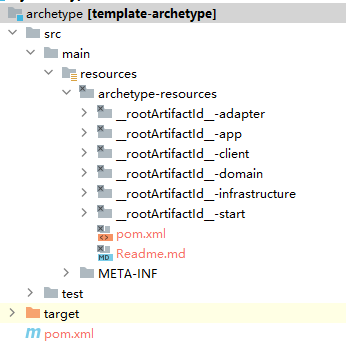 archetype [template-archetype]
src
main
resources
archetype-resources
__rootArtifactId__-adapter
__rootArtifactId__-app
__rootArtifactId__-client
__rootArtifactId__-domain
__rootArtifactId__-infrastructure
__rootArtifactId__-start
<> pom.xml
MD Readme.md
META-INF
test
target
m pom.xml